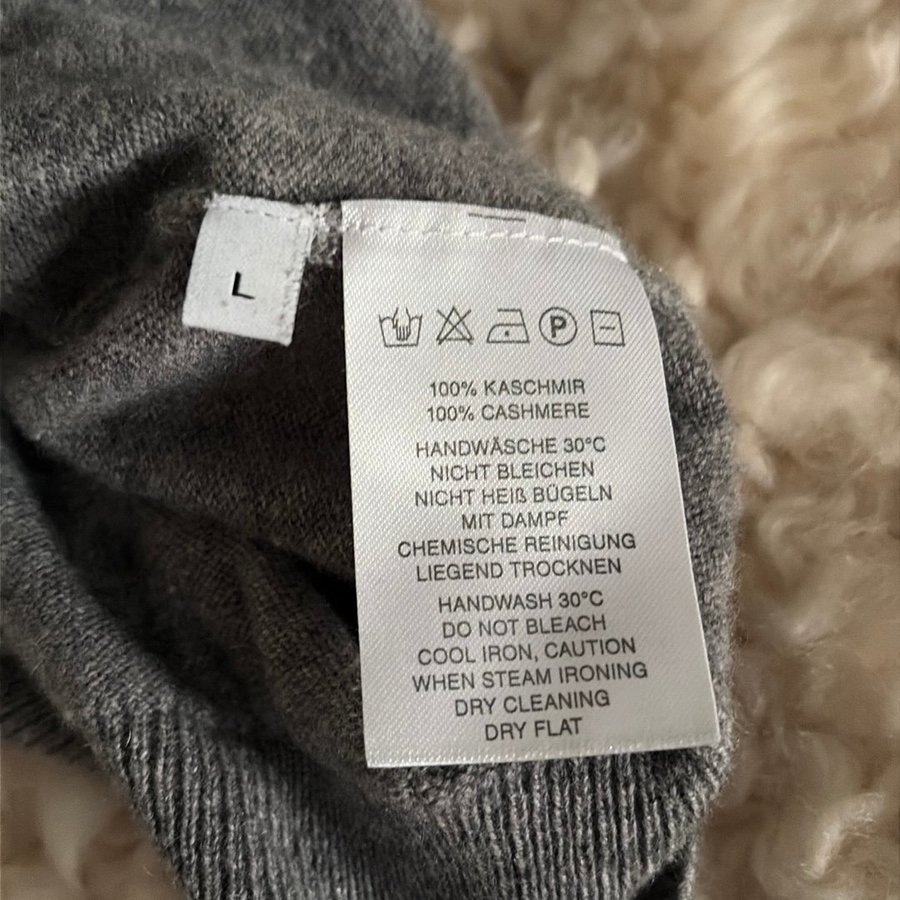 L
P
100% KASCHMIR
100% CASHMERE
HANDWÄSCHE 30°C
NICHT BLEICHEN
NICHT HEIß BÜGELN
MIT DAMPF
CHEMISCHE REINIGUNG
LIEGEND TROCKNEN
HANDWASH 30°C
DO NOT BLEACH
COOL IRON, CAUTION
WHEN STEAM IRONING
DRY CLEANING
DRY FLAT